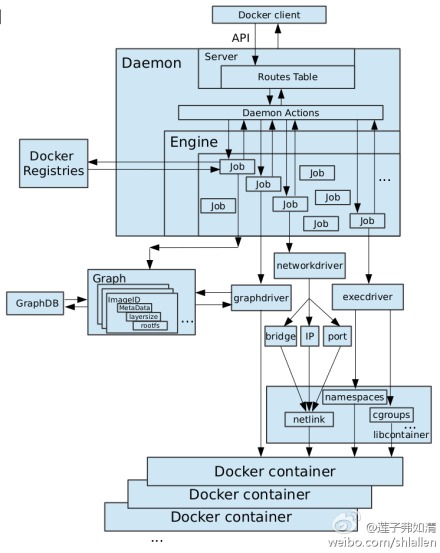 Docker client
API
Daemon
Server
Routes Table
Daemon Actions
Engine
Docker
Registries
Job
Job
Job
Job
Job
Job
Job
Job
...
networkdriver
Graph
ImageID
MetaData
layersize
rootfs
...
GraphDB
graphdriver
execdriver
bridge
IP
port
namespaces
netlink
cgroups
...
libcontainer
Docker container
Docker container
Docker container
...
@莲子弗如清
weibo.com/shlallen